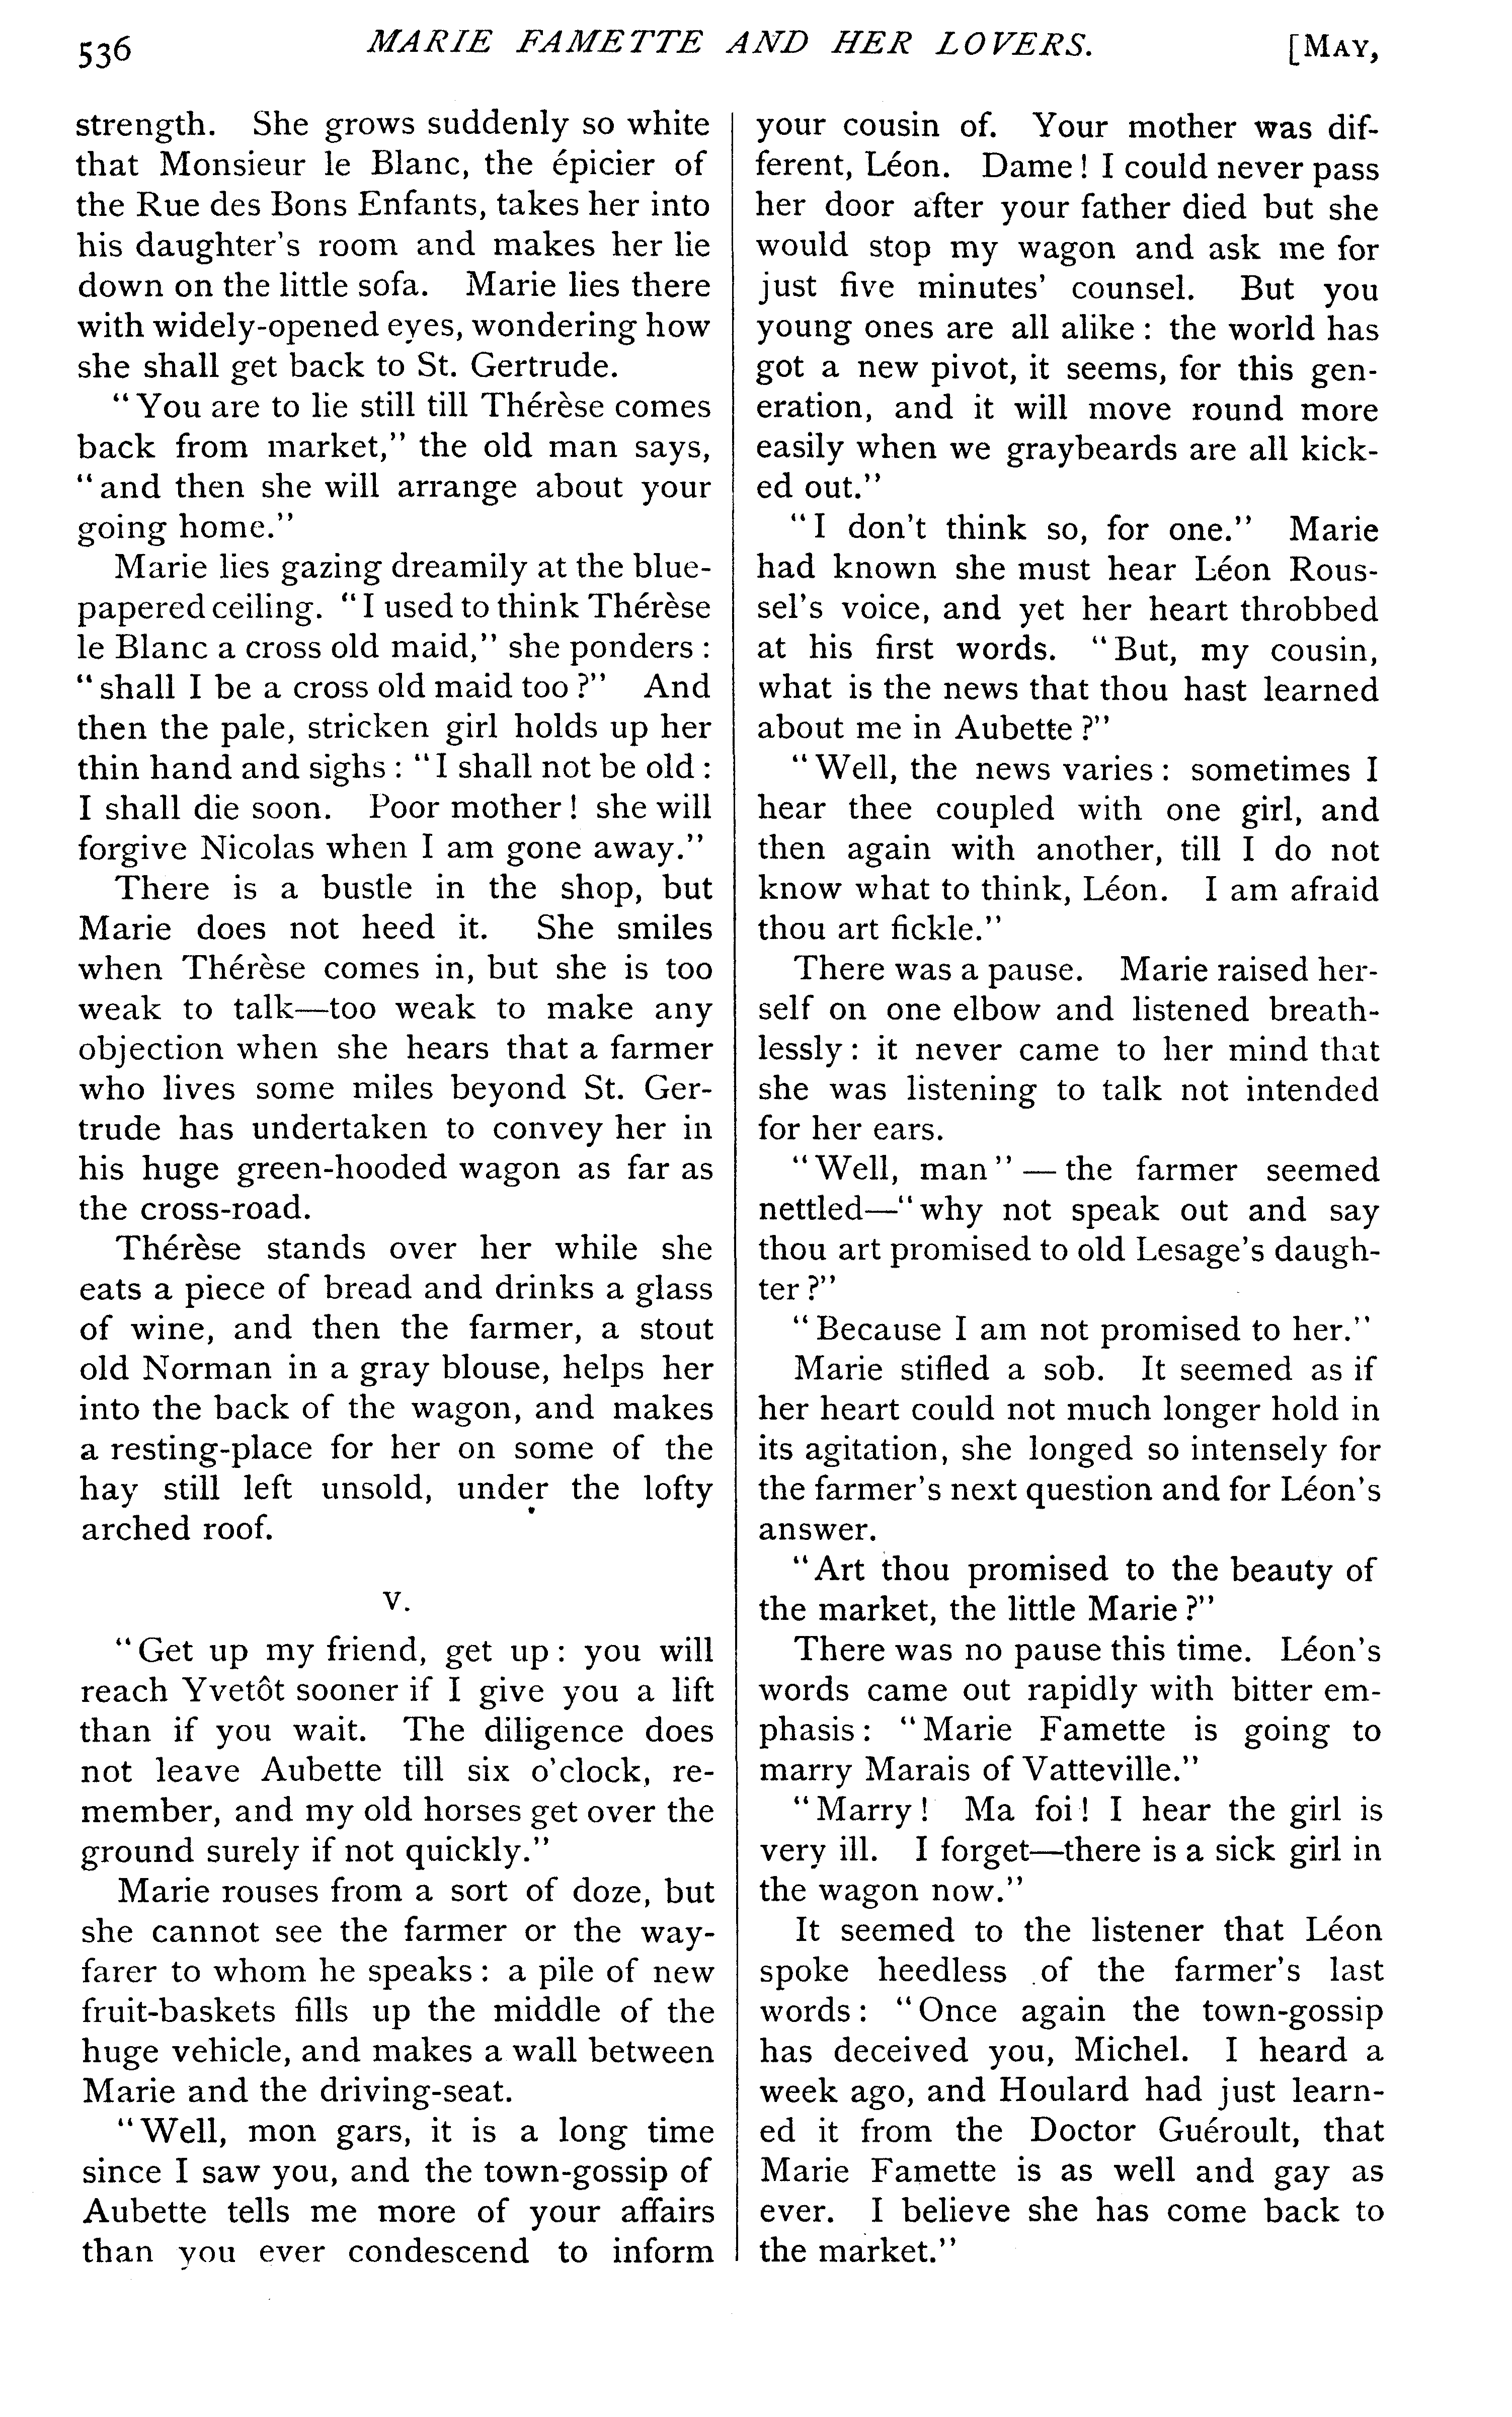 536
MARIE FAMETTE AND HER LOVERS.
[MAY,
strength. She grows suddenly so white
that Monsieur le Blanc, the épicier of
the Rue des Bons Enfants, takes her into
his daughter's room and makes her lie
down on the little sofa. Marie lies there
with widely-opened eyes, wondering how
she shall get back to St. Gertrude.
"You are to lie still till Thérèse comes
back from market," the old man says,
"and then she will arrange about your
going home."
Marie lies gazing dreamily at the blue-
papered ceiling. "I used to think Thérèse
le Blanc a cross old maid," she ponders:
"shall I be a cross old maid too?" And
then the pale, stricken girl holds up her
thin hand and sighs: "I shall not be old:
I shall die soon. Poor mother! she will
forgive Nicolas when I am gone away."
There is a bustle in the shop, but
Marie does not heed it. She smiles
when Thérèse comes in, but she is too
weak to talk—too weak to make any
objection when she hears that a farmer
who lives some miles beyond St. Ger-
trude has undertaken to convey her in
his huge green-hooded wagon as far as
the cross-road.
Thérèse stands over her while she
eats a piece of bread and drinks a glass
of wine, and then the farmer, a stout
old Norman in a gray blouse, helps her
into the back of the wagon, and makes
a resting-place for her on some of the
hay still left unsold, under the lofty
arched roof.
V.
"Get up my friend, get up: you will
reach Yvetôt sooner if I give you a lift
than if you wait. The diligence does
not leave Aubette till six o'clock, re-
member, and my old horses get over the
ground surely if not quickly."
Marie rouses from a sort of doze, but
she cannot see the farmer or the way-
farer to whom he speaks: a pile of new
fruit-baskets fills up the middle of the
huge vehicle, and makes a wall between
Marie and the driving-seat.
"Well, mon gars, it is a long time
since I saw you, and the town-gossip of
Aubette tells me more of your affairs
than you ever condescend to inform
your cousin of. Your mother was dif-
ferent, Léon. Dame! I could never pass
her door after your father died but she
would stop my wagon and ask me for
just five minutes' counsel. But you
young ones are all alike: the world has
got a new pivot, it seems, for this gen-
eration, and it will move round more
easily when we graybeards are all kick-
ed out."
"I don't think so, for one." Marie
had known she must hear Léon Rous-
sel's voice, and yet her heart throbbed
at his first words. "But, my cousin,
what is the news that thou hast learned
about me in Aubette?"
"Well, the news varies: sometimes I
hear thee coupled with one girl, and
then again with another, till I do not
know what to think, Léon. I am afraid
thou art fickle."
There was a pause. Marie raised her-
self on one elbow and listened breath-
lessly: it never came to her mind that
she was listening to talk not intended
for her ears.
"Well, man" — the farmer seemed
nettled—"why not speak out and say
thou art promised to old Lesage's daugh-
ter?"
"Because I am not promised to her."
Marie stifled a sob. It seemed as if
her heart could not much longer hold in
its agitation, she longed so intensely for
the farmer's next question and for Léon's
answer.
"Art thou promised to the beauty of
the market, the little Marie?"
There was no pause this time. Léon's
words came out rapidly with bitter em-
phasis: "Marie Famette is going to
marry Marais of Vatteville."
"Marry! Ma foi! I hear the girl is
very ill. I forget—there is a sick girl in
the wagon now."
It seemed to the listener that Léon
spoke heedless of the farmer's last
words: "Once again the town-gossip
has deceived you, Michel. I heard a
week ago, and Houlard had just learn-
ed it from the Doctor Guéroult, that
Marie Famette is as well and gay as
ever. I believe she has come back to
the market."